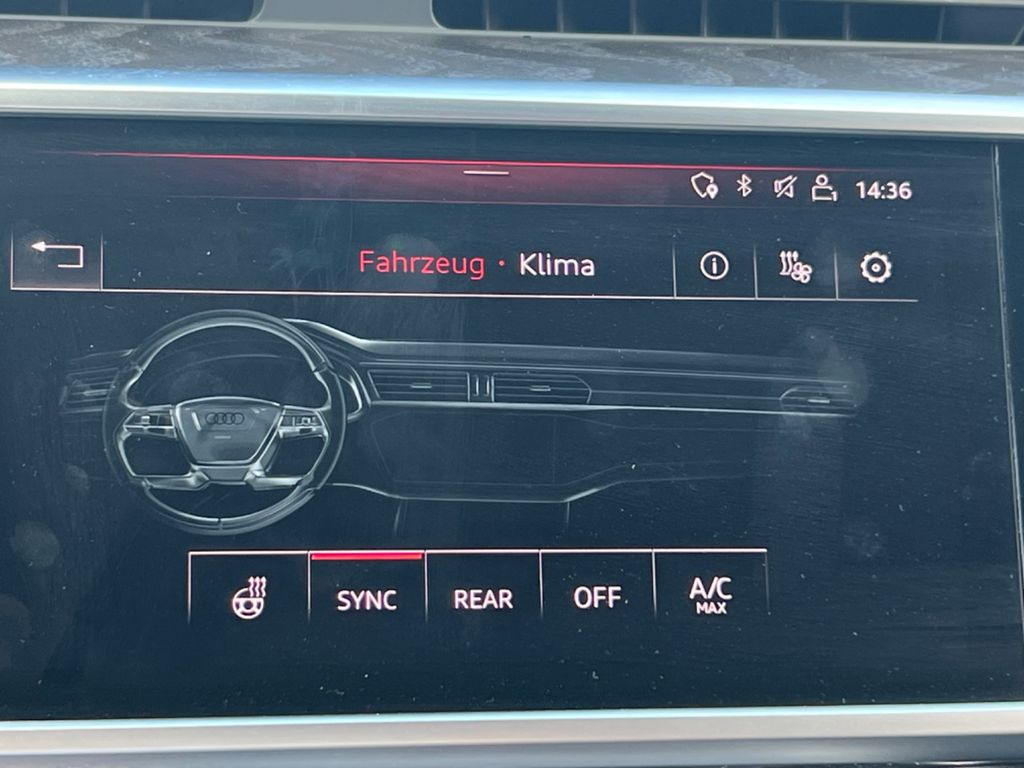 14:36
Fahrzeug · Klima
SYNC REAR OFF A/C MAX